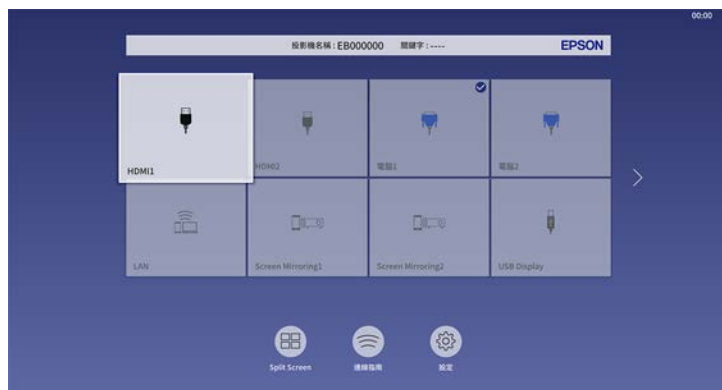 00:00
投影機名稱 : EB000000 關鍵字 : ---- EPSON
HDMI1 HDMI2 電腦1 電腦2
LAN Screen Mirroring1 Screen Mirroring2 USB Display
Split Screen 連線指南 設定